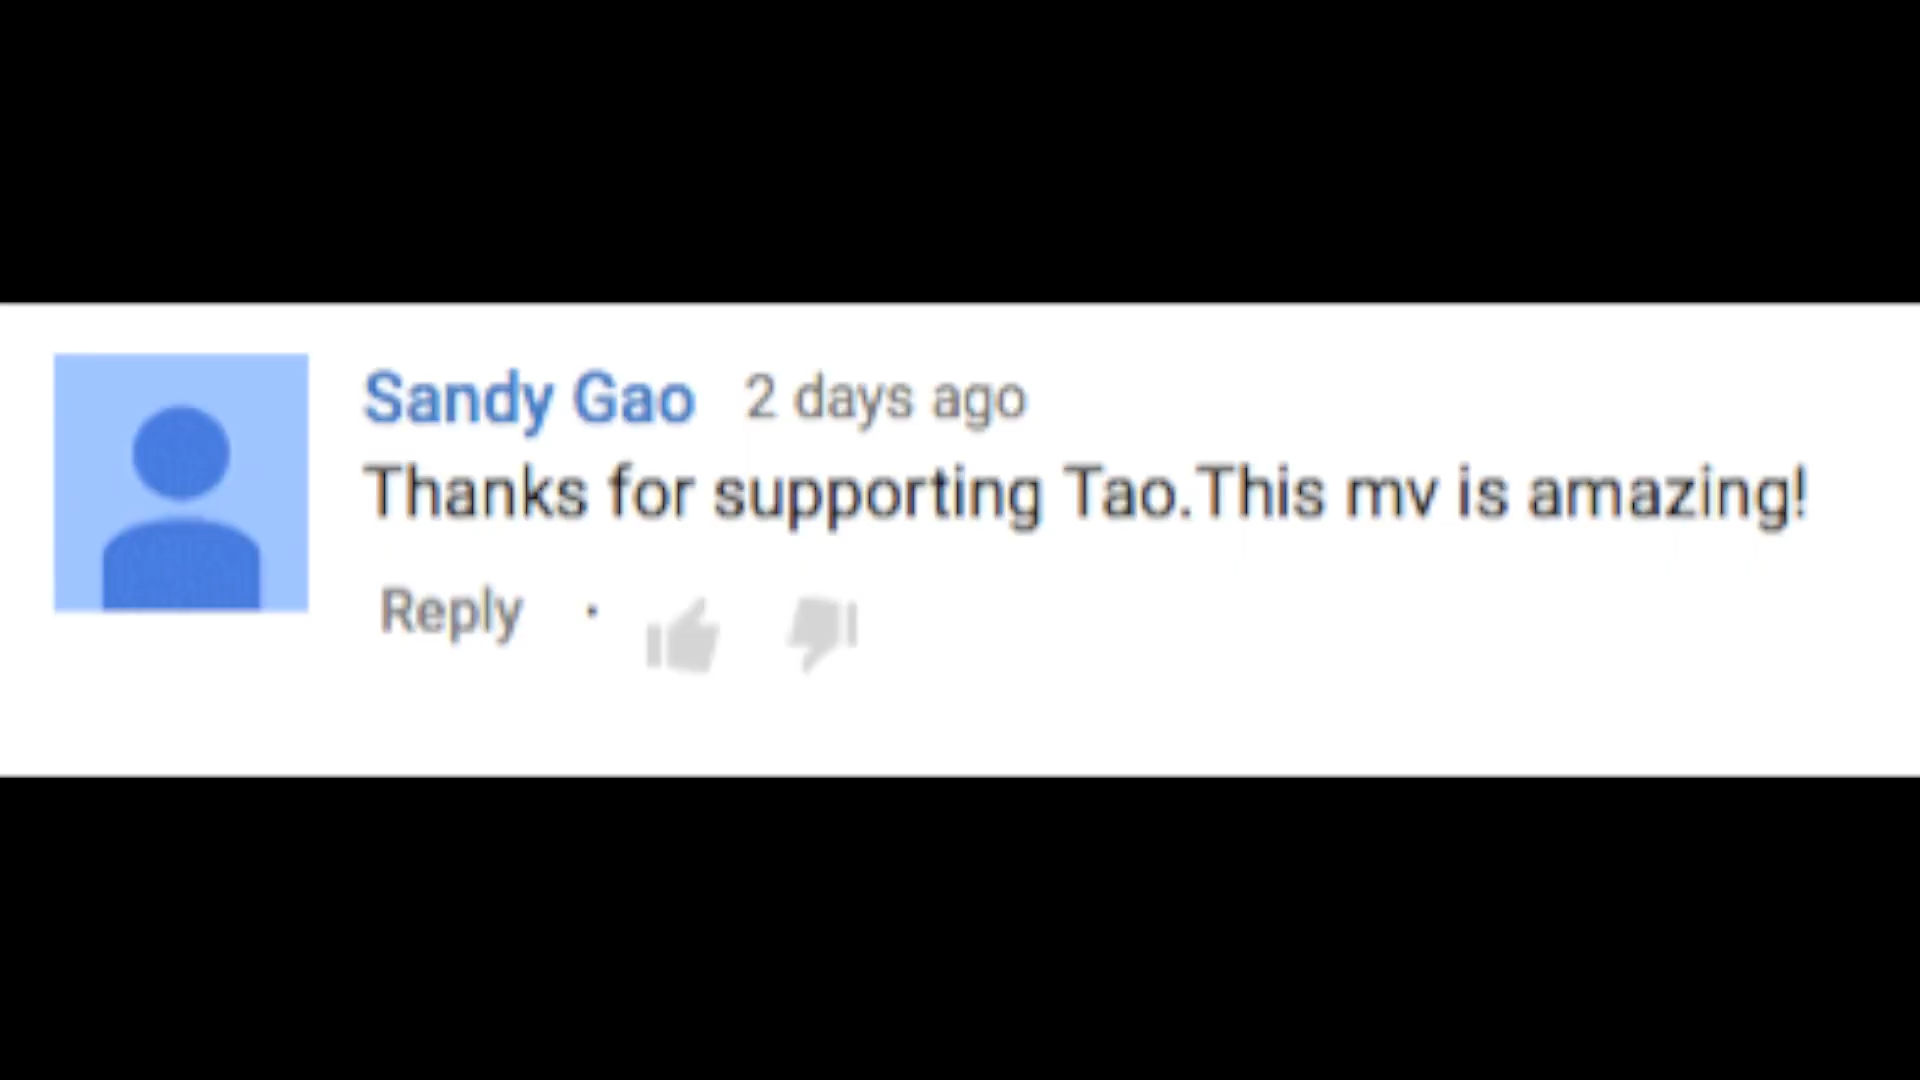 Sandy Gao 2 days ago
Thanks for supporting Tao.This mv is amazing!
Reply ·